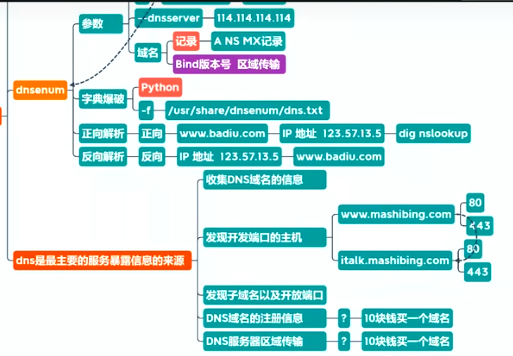 参数
-dnsserver
114.114.114.114
域名
记录
A NS MX记录
Bind版本号 区域传输
dnsenum
字典爆破
Python
-f
/usr/share/dnsenum/dns.txt
正向解析
正向
www.badiu.com
IP 地址 123.57.13.5
dig nslookup
反向解析
反向
IP 地址 123.57.13.5
www.badiu.com
dns是最主要的服务暴露信息的来源
收集DNS域名的信息
发现开发端口的主机
www.mashibing.com
80
443
italk.mashibing.com
80
443
发现子域名以及开放端口
DNS域名的注册信息
?
10块钱买一个域名
DNS服务器区域传输
?
10块钱买一个域名